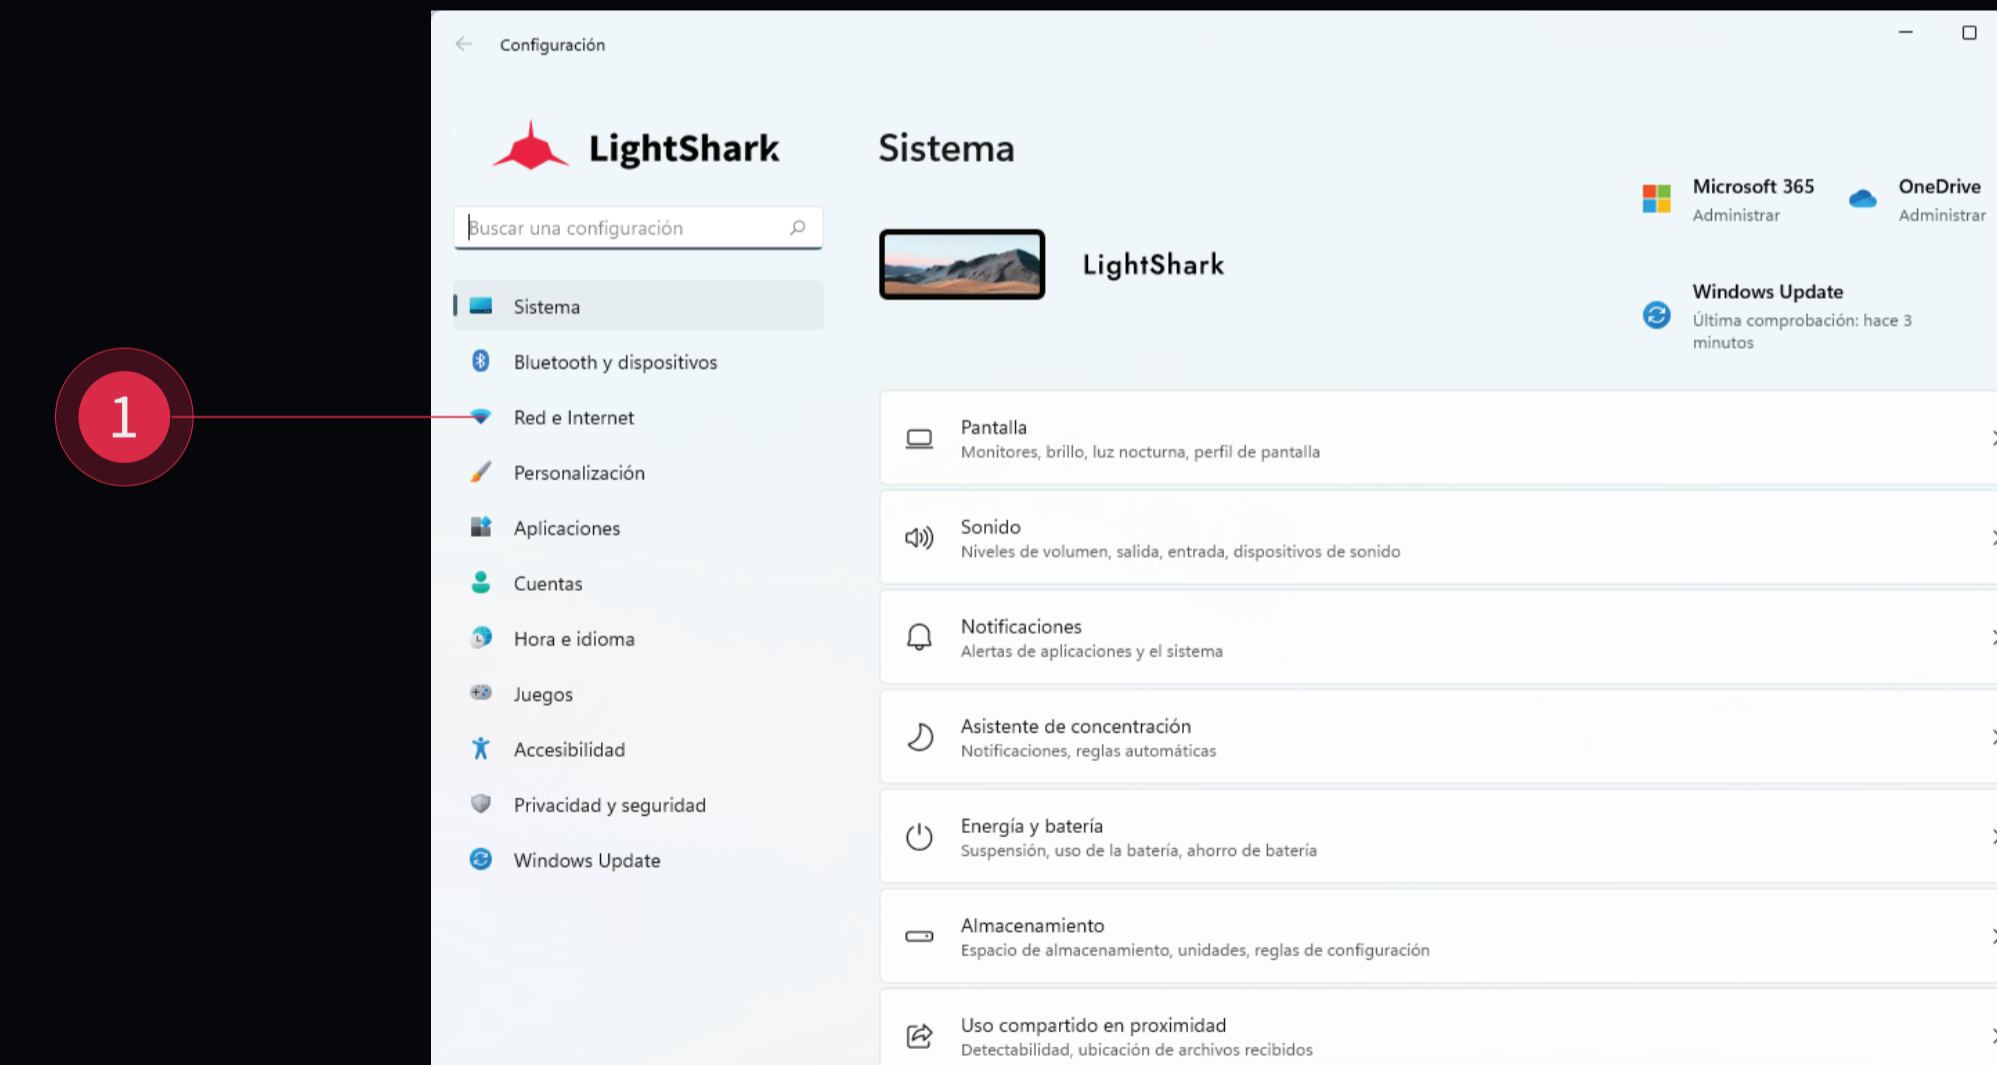 Configuración
LightShark
Buscar una configuración
Sistema
Bluetooth y dispositivos
1
Red e Internet
Personalización
Aplicaciones
Cuentas
Hora e idioma
Juegos
Accesibilidad
Privacidad y seguridad
Windows Update
Sistema
LightShark
Microsoft 365
Administrar
OneDrive
Administrar
Windows Update
Última comprobación: hace 3
minutos
Pantalla
Monitores, brillo, luz nocturna, perfil de pantalla
Sonido
Niveles de volumen, salida, entrada, dispositivos de sonido
Notificaciones
Alertas de aplicaciones y el sistema
Asistente de concentración
Notificaciones, reglas automáticas
Energía y batería
Suspensión, uso de la batería, ahorro de batería
Almacenamiento
Espacio de almacenamiento, unidades, reglas de configuración
Uso compartido en proximidad
Detectabilidad, ubicación de archivos recibidos